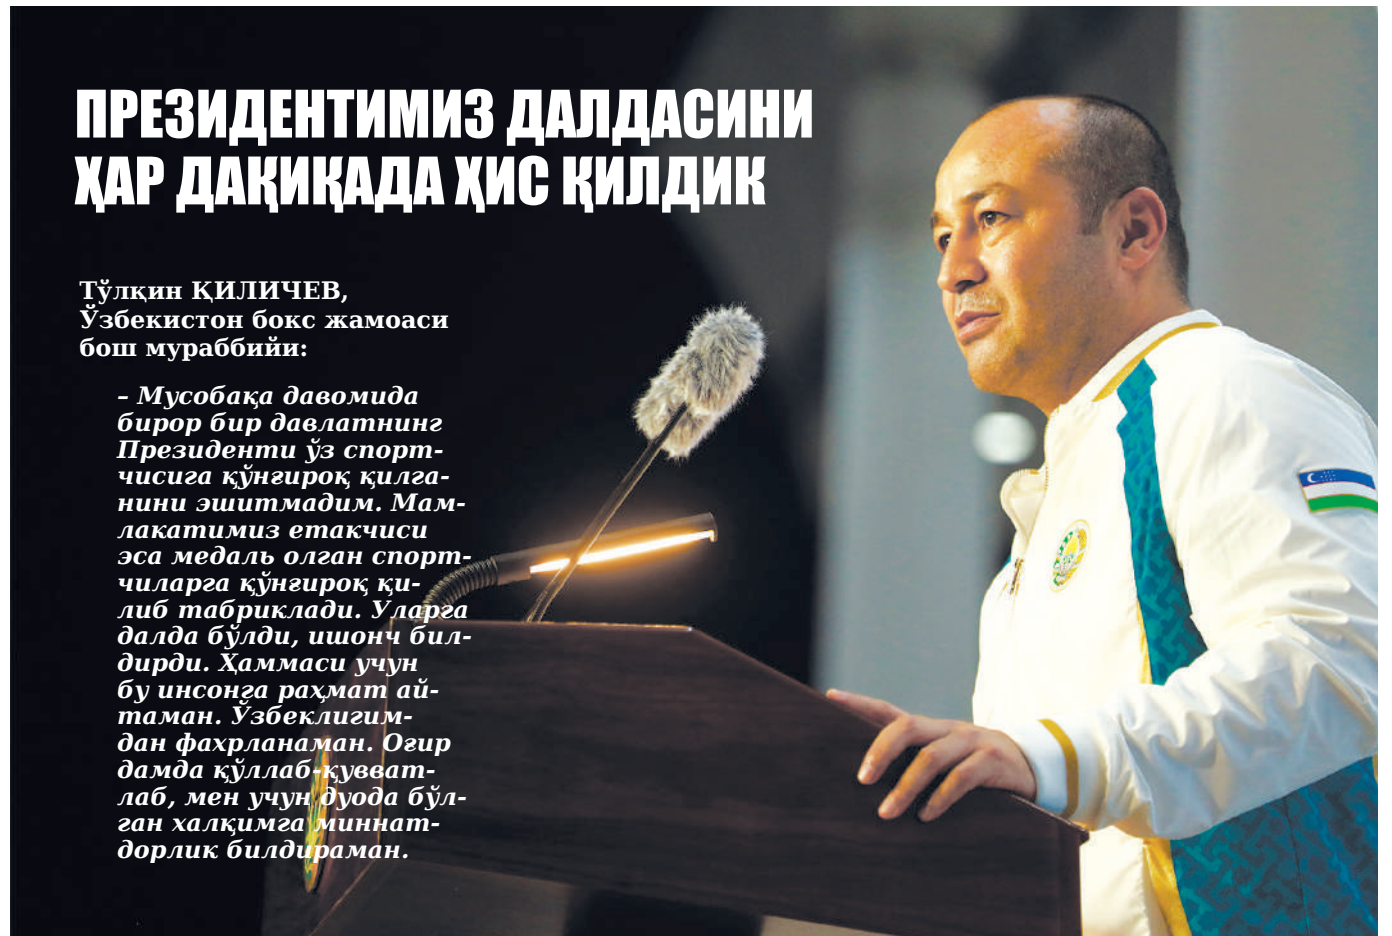 ПРЕЗИДЕНТИМИЗ ДАЛДАСИНИ
ҲАР ДАҚИҚАДА ҲИС ҚИЛДИК
Тўлқин ҚИЛИЧЕВ,
Ўзбекистон бокс жамоаси
бош мураббийи:
– Мусобақа давомида
бирор бир давлатнинг
Президенти ўз спорт-
чисига қўнғироқ қилга-
нини эшитмадим. Мам-
лакатимиз етакчиси
эса медаль олган спорт-
чиларга қўнғироқ қи-
либ табриклади. Уларга
далда бўлди, ишонч бил-
дирди. Ҳаммаси учун
бу инсонга раҳмат ай-
таман. Ўзбеклигим-
дан фахрланаман. Оғир
дамда қўллаб-қувват-
лаб, мен учун дуода бўл-
ган халқимга миннат-
дорлик билдираман.